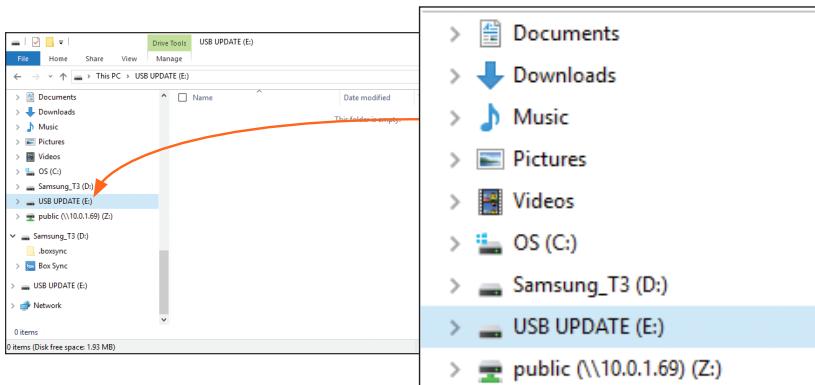 Drive Tools USB UPDATE (E:)
File Home Share View Manage
This PC > USB UPDATE (E:)
Name Date modified
This folder is empty.
Documents
Downloads
Music
Pictures
Videos
OS (C:)
Samsung_T3 (D:)
USB UPDATE (E:)
public (\\10.0.1.69) (Z:)
Samsung_T3 (D:)
.boxsync
Box Sync
USB UPDATE (E:)
Network
0 items
0 items (Disk free space: 1.93 MB)
Documents
Downloads
Music
Pictures
Videos
OS (C:)
Samsung_T3 (D:)
USB UPDATE (E:)
public (\\10.0.1.69) (Z:)